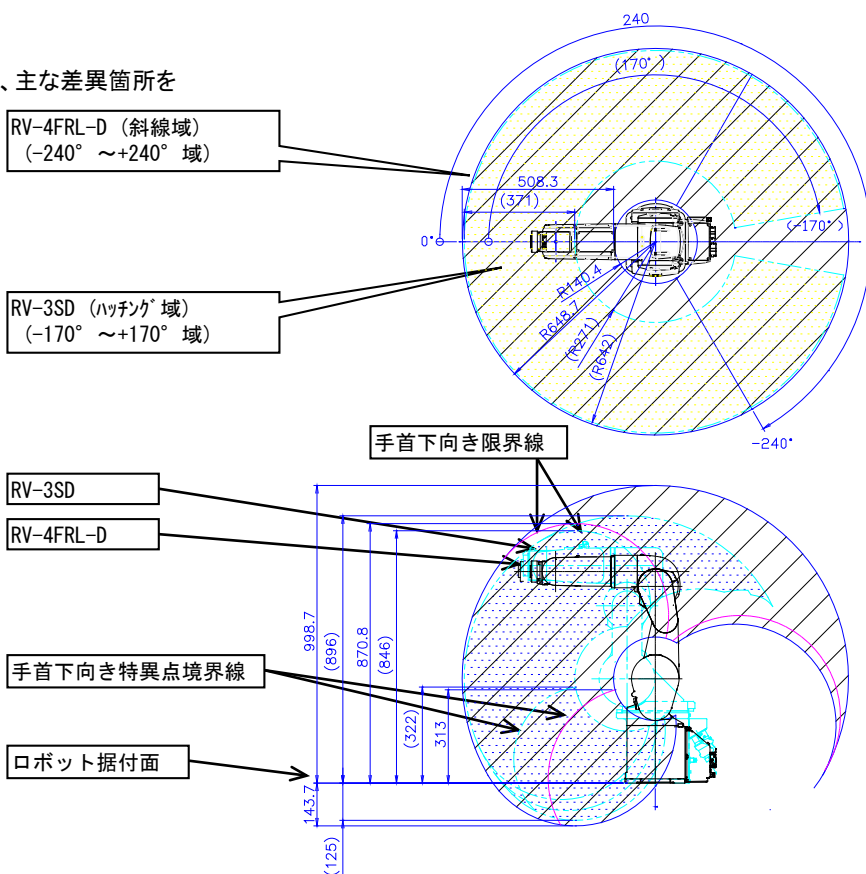 、主な差異箇所を
RV-4FRL-D (斜線域)
(-240° ～+240° 域)
RV-3SD (ハッチング域)
(-170° ～+170° 域)
240
(170°)
508.3
(371)
0°
(-170°)
R140.4
R648.7
(R271)
(R642)
-240°
手首下向き限界線
RV-3SD
RV-4FRL-D
手首下向き特異点境界線
ロボット据付面
998.7
(896)
870.8
(846)
(322)
313
143.7
(125)